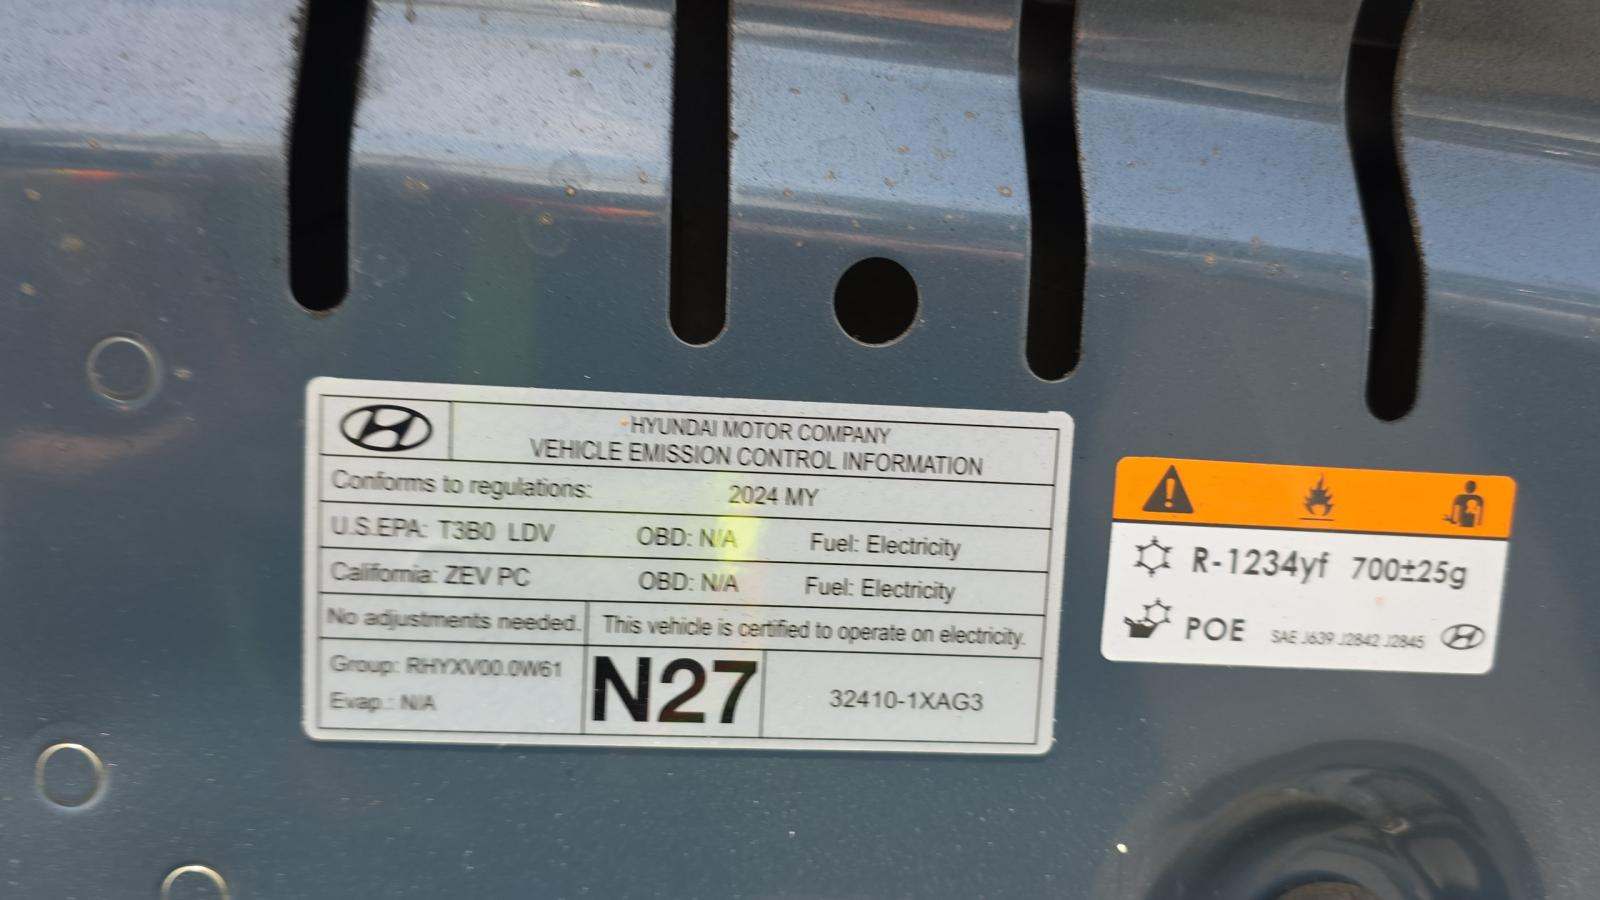 HYUNDAI MOTOR COMPANY
VEHICLE EMISSION CONTROL INFORMATION
Conforms to regulations: 2024 MY
U.S.EPA: T3B0 LDV OBD: N/A Fuel: Electricity
California: ZEV PC OBD: N/A Fuel: Electricity
No adjustments needed. This vehicle is certified to operate on electricity.
Group: RHYXV00.0W61
Evap.: N/A
N27
32410-1XAG3
R-1234yf 700±25g
POE SAE J639 J2842 J2845